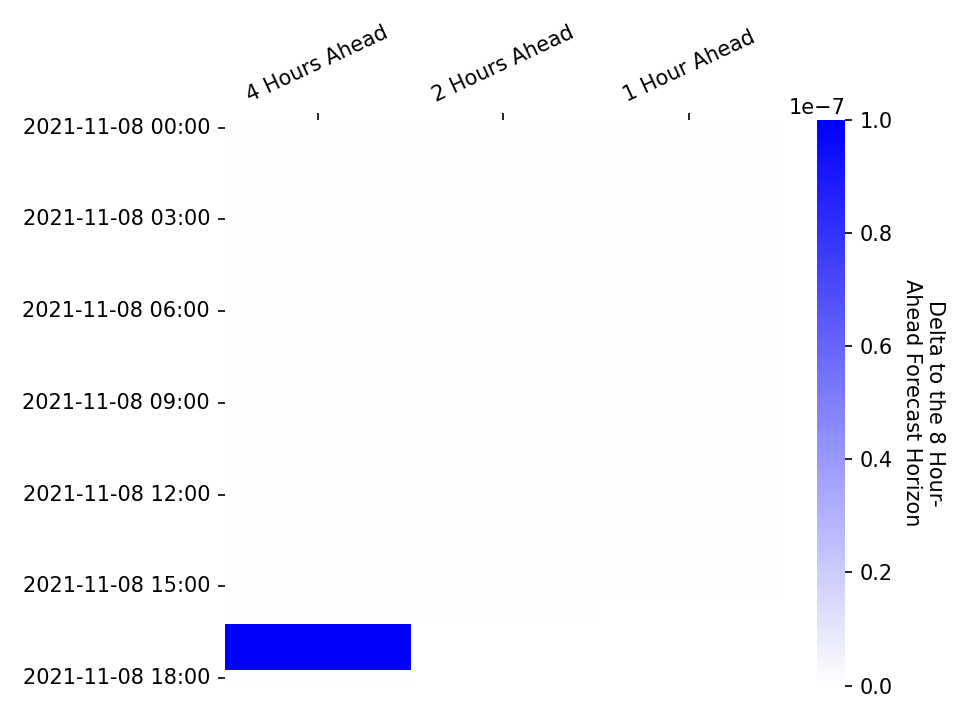 4 Hours Ahead
2 Hours Ahead
1 Hour Ahead
1e−7
2021-11-08 00:00
2021-11-08 03:00
2021-11-08 06:00
2021-11-08 09:00
2021-11-08 12:00
2021-11-08 15:00
2021-11-08 18:00
1.0
0.8
0.6
0.4
0.2
0.0
Delta to the 8 Hour-
Ahead Forecast Horizon